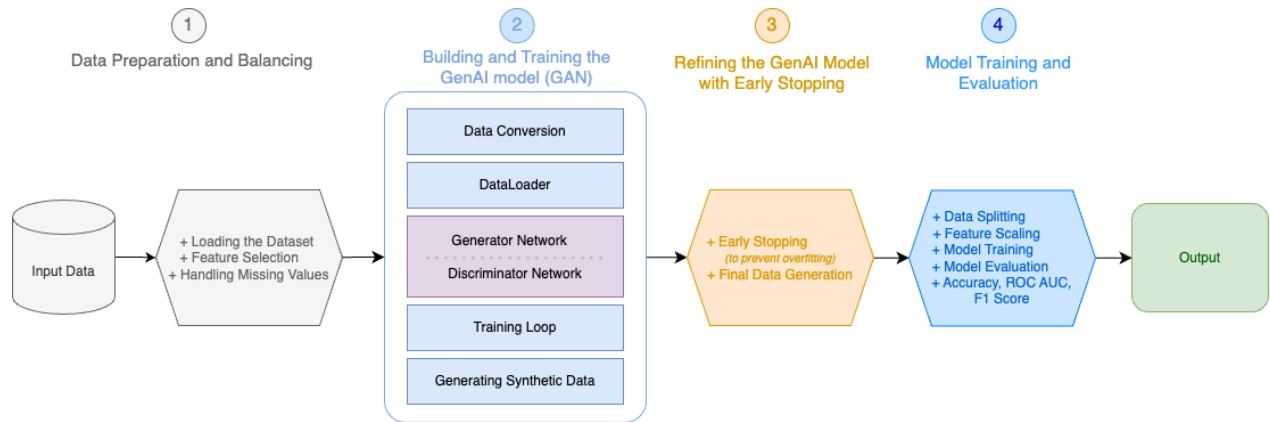 1
Data Preparation and Balancing
2
Building and Training the
GenAI model (GAN)
3
Refining the GenAI Model
with Early Stopping
4
Model Training and
Evaluation
Input Data
+ Loading the Dataset
+ Feature Selection
+ Handling Missing Values
Data Conversion
DataLoader
Generator Network
Discriminator Network
Training Loop
Generating Synthetic Data
+ Early Stopping
(to prevent overfitting)
+ Final Data Generation
+ Data Splitting
+ Feature Scaling
+ Model Training
+ Model Evaluation
+ Accuracy, ROC AUC,
F1 Score
Output